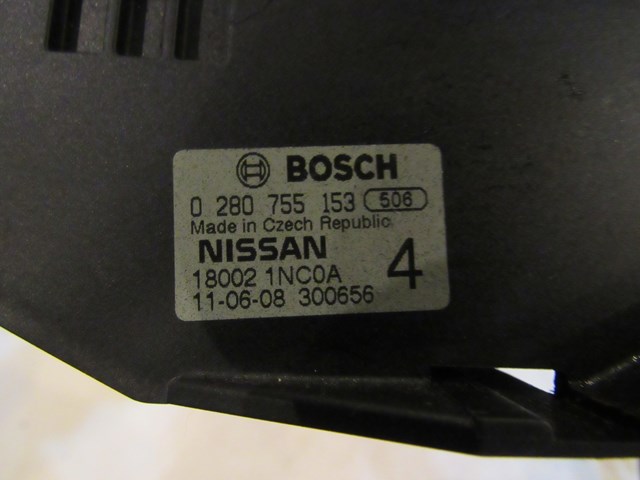 BOSCH
0 280 755 153 506
Made in Czech Republic
NISSAN
18002 1NC0A 4
11-06-08 300656